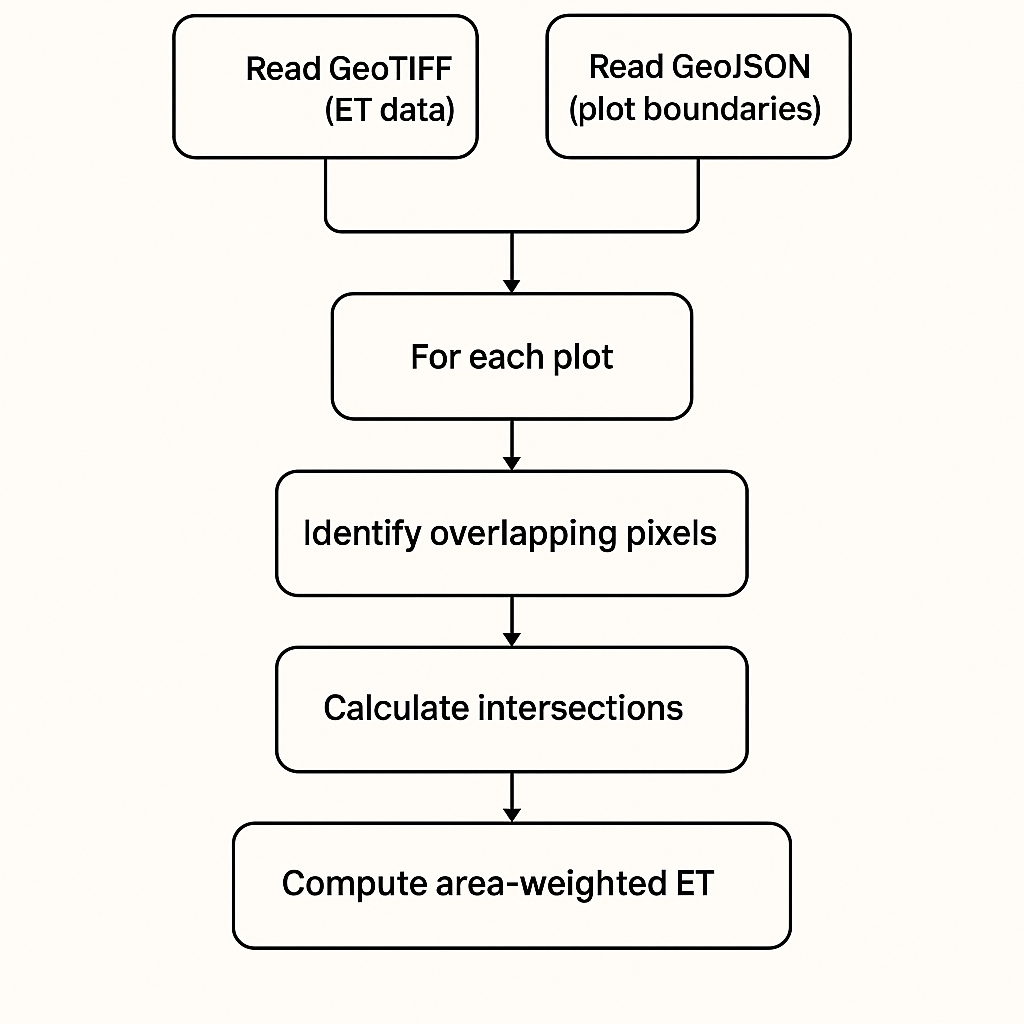 Read GeoTIFF
(ET data)
Read GeoJSON
(plot boundaries)
For each plot
Identify overlapping pixels
Calculate intersections
Compute area-weighted ET